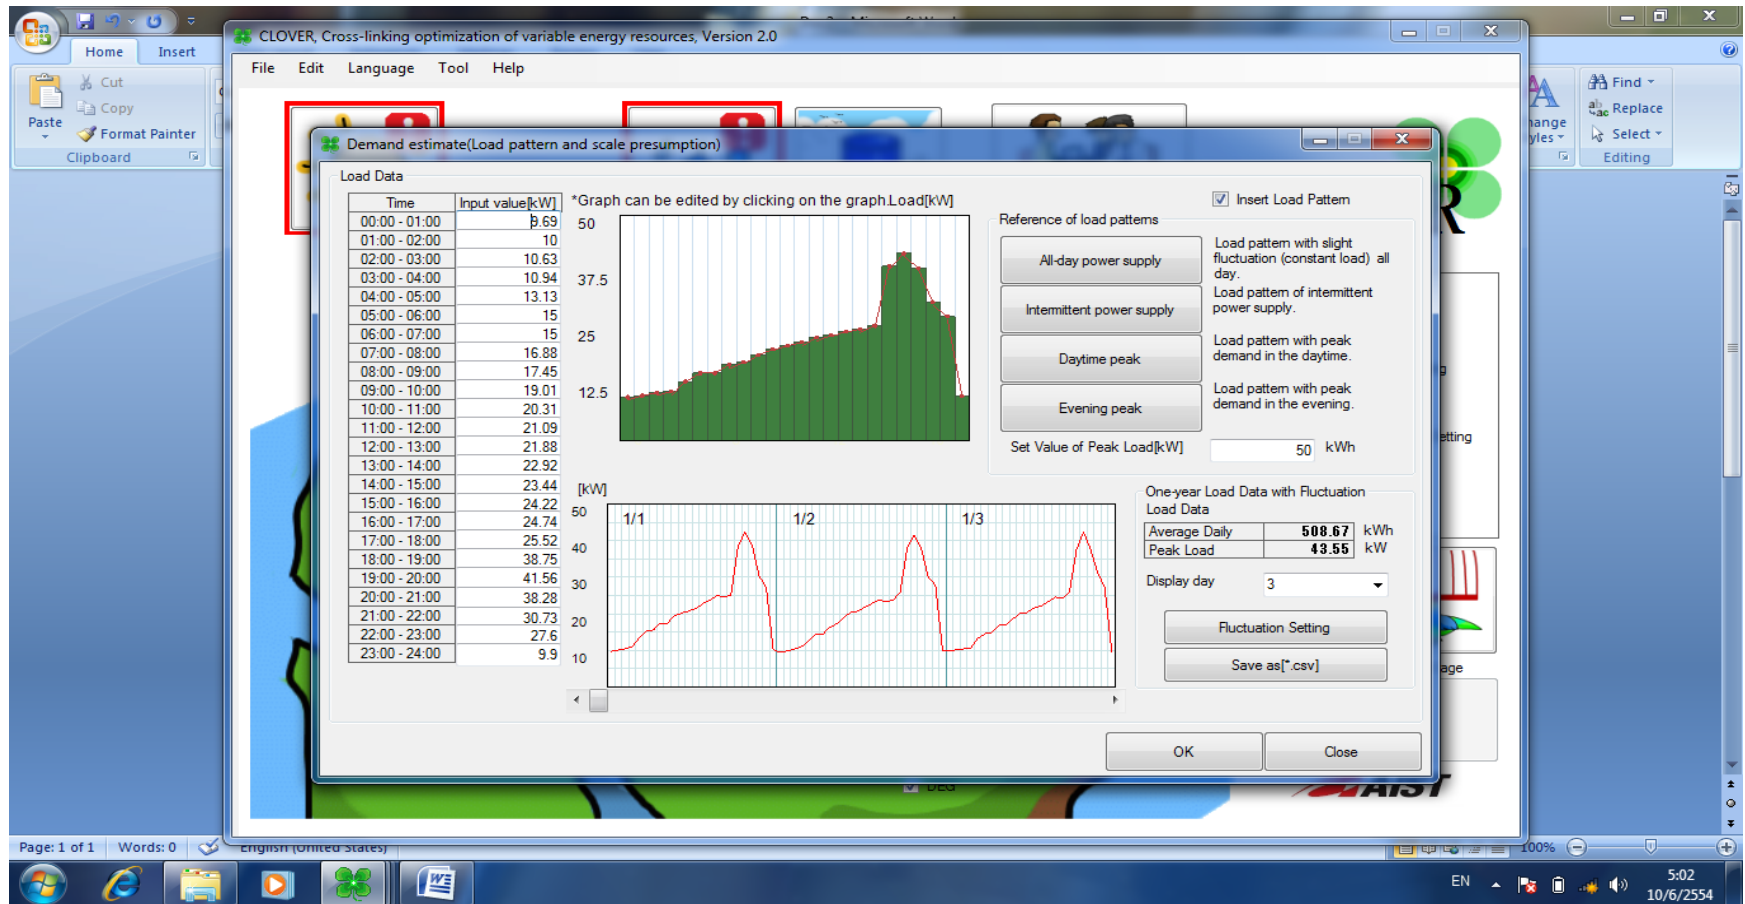 Home Insert
Cut
Copy
Paste
Format Painter
Clipboard
CLOVER, Cross-linking optimization of variable energy resources, Version 2.0
File Edit Language Tool Help
Find
Replace
Select
Editing
Demand estimate(Load pattern and scale presumption)
Load Data
Time Input value[kW]
00:00 - 01:00 9.69
01:00 - 02:00 10
02:00 - 03:00 10.63
03:00 - 04:00 10.94
04:00 - 05:00 13.13
05:00 - 06:00 15
06:00 - 07:00 15
07:00 - 08:00 16.88
08:00 - 09:00 17.45
09:00 - 10:00 19.01
10:00 - 11:00 20.31
11:00 - 12:00 21.09
12:00 - 13:00 21.88
13:00 - 14:00 22.92
14:00 - 15:00 23.44
15:00 - 16:00 24.22
16:00 - 17:00 24.74
17:00 - 18:00 25.52
18:00 - 19:00 38.75
19:00 - 20:00 41.56
20:00 - 21:00 38.28
21:00 - 22:00 30.73
22:00 - 23:00 27.6
23:00 - 24:00 9.9
*Graph can be edited by clicking on the graph.Load[kW]
50
37.5
25
12.5
[kW]
50
40
30
20
10
1/1 1/2 1/3
Insert Load Pattern
Reference of load patterns
All-day power supply
Load pattern with slight
fluctuation (constant load) all
day.
Intermittent power supply
Load pattern of intermittent
power supply.
Daytime peak
Load pattern with peak
demand in the daytime.
Evening peak
Load pattern with peak
demand in the evening.
Set Value of Peak Load[kW] 50 kWh
One-year Load Data with Fluctuation
Load Data
Average Daily 508.67 kWh
Peak Load 43.55 kW
Display day 3
Fluctuation Setting
Save as[*.csv]
OK Close
DEG
AIST
Page: 1 of 1 Words: 0 English (United States)
100%
EN
5:02
10/6/2554